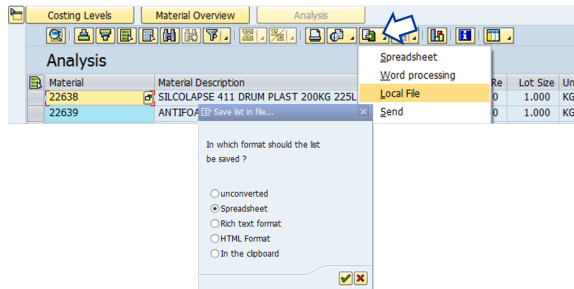 Costing Levels
Material Overview
Analysis
Analysis
Spreadsheet
Word processing
Local File
Send
Material
Material Description
Re
Lot Size
Un
22638
SILCOLAPSE 411 DRUM PLAST 200KG 225L
0
1.000
KG
22639
ANTIFOA
0
1.000
KG
Save list in file...
In which format should the list
be saved ?
unconverted
Spreadsheet
Rich text format
HTML Format
In the clipboard